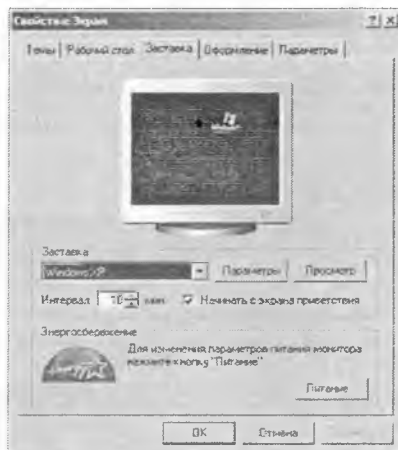 Свойства: Экран
Темы Рабочий стол Заставка Оформление Параметры
Заставка
Windows XP Параметры Просмотр
Интервал 10 мин. Начинать с экрана приветствия
Энергосбережение
Для изменения параметров питания монитора
нажмите кнопку "Питание"
Питание
OK Отмена